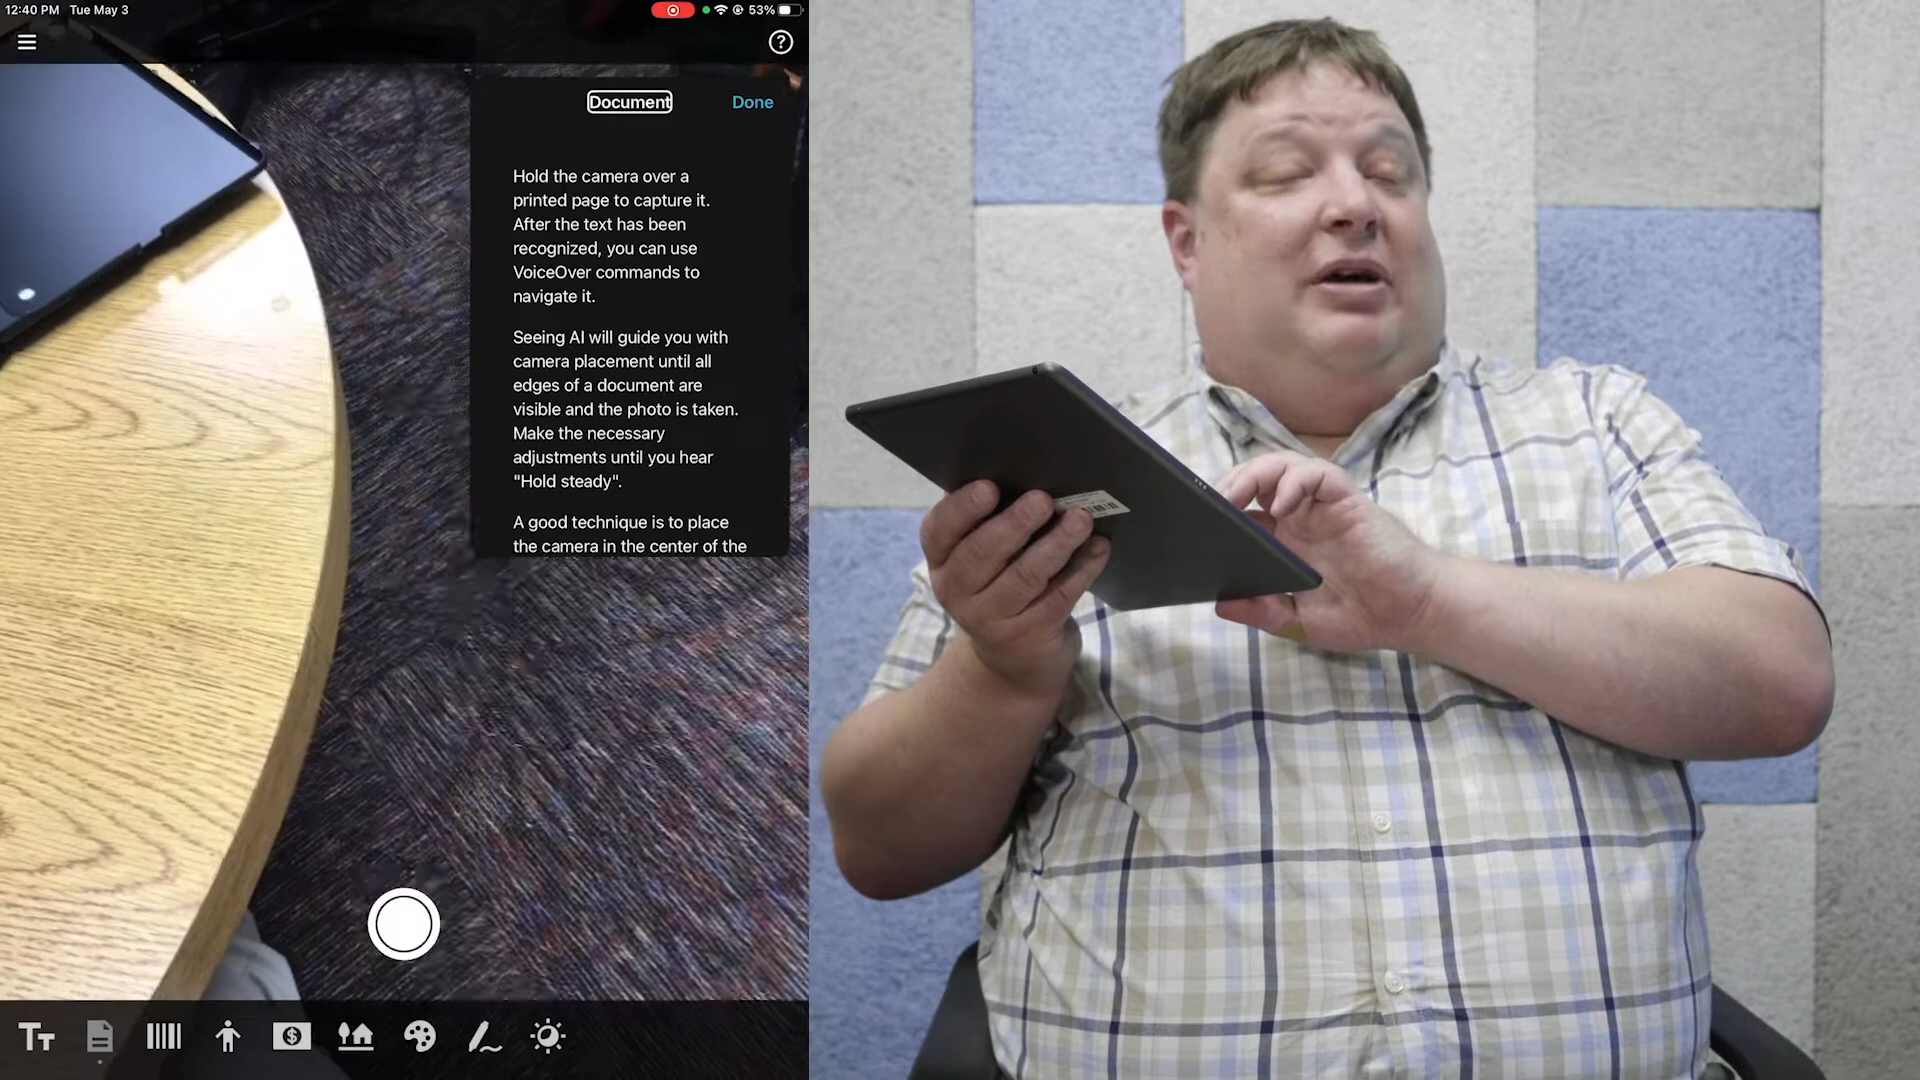 12:40 PM Tue May 3
53%
Document
Done
Hold the camera over a
printed page to capture it.
After the text has been
recognized, you can use
VoiceOver commands to
navigate it.
Seeing AI will guide you with
camera placement until all
edges of a document are
visible and the photo is taken.
Make the necessary
adjustments until you hear
"Hold steady".
A good technique is to place
the camera in the center of the
Tт